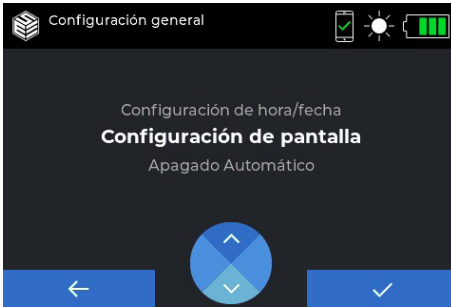 Configuración general
Configuración de hora/fecha
Configuración de pantalla
Apagado Automático